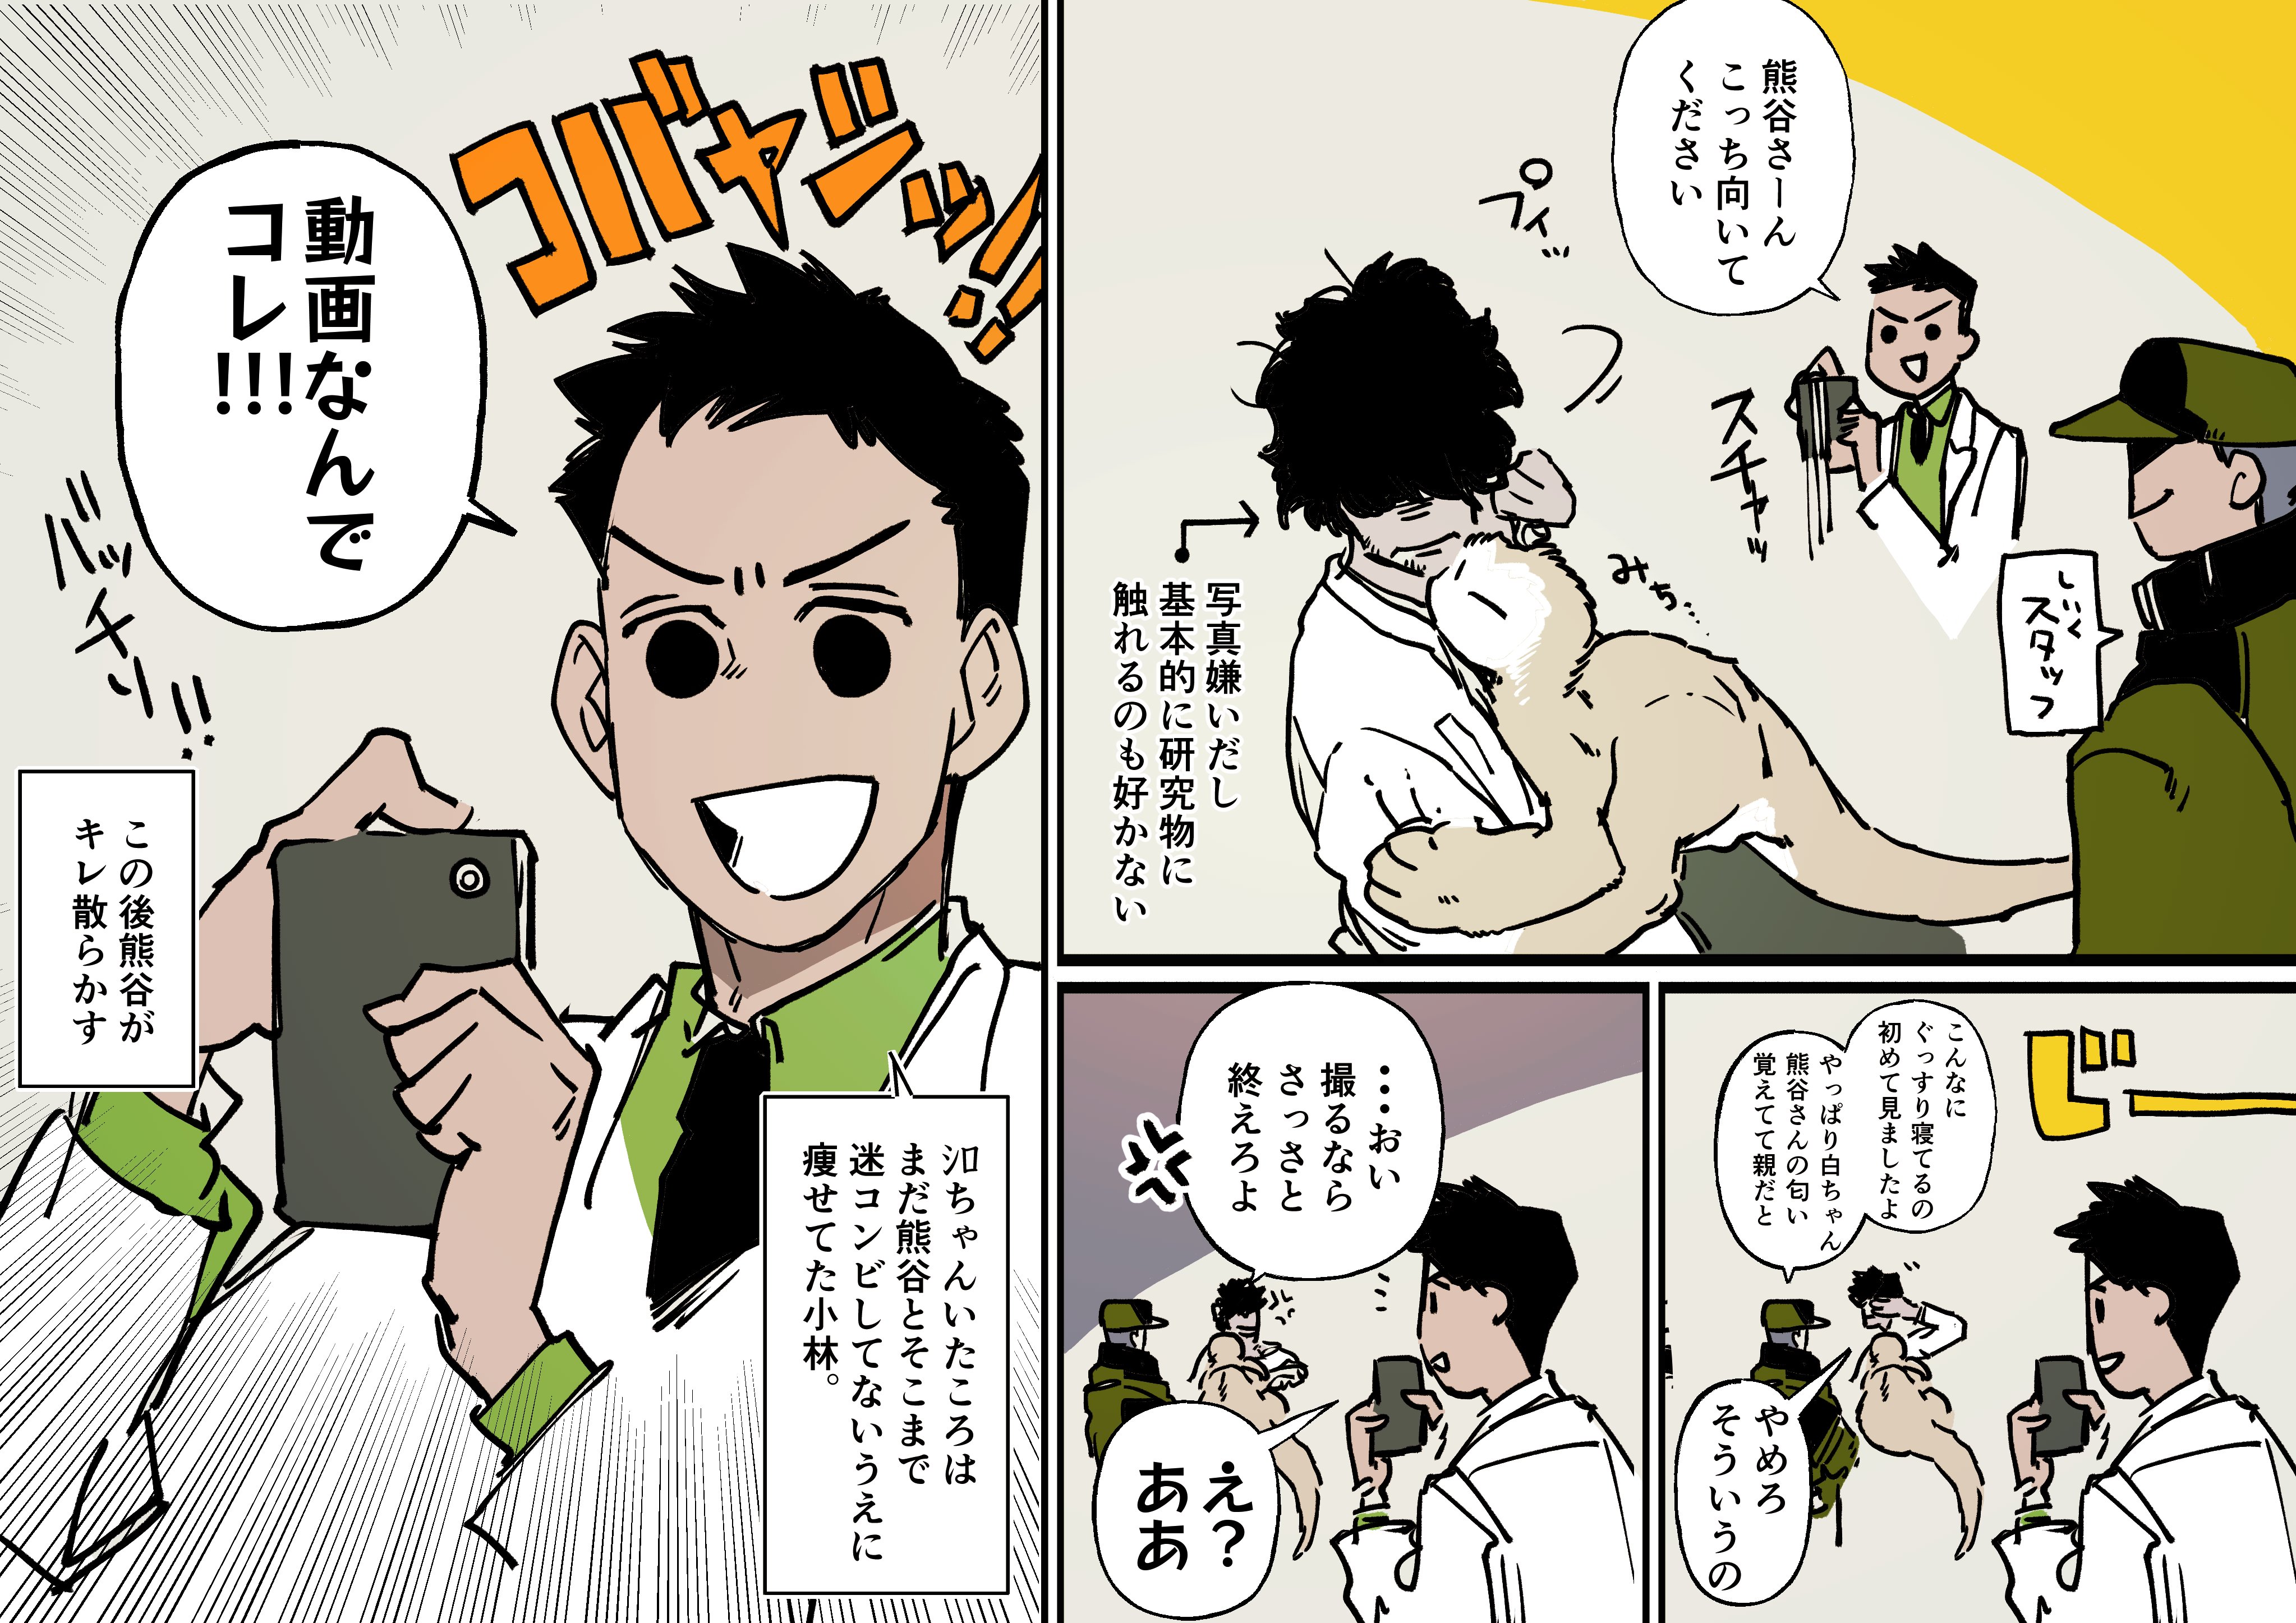 熊谷さーん
こっち向いて
ください
スチャッ
プイッ
みち…
しいく
スタッフ
写真嫌いだし
基本的に研究物に
触れるのも好かない
じー
こんなに
ぐっすり寝てるの
初めて見ましたよ
やっぱり白ちゃん
熊谷さんの匂い
覚えてて親だと
やめろ
そういうの
…おい
撮るなら
さっさと
終えろよ
え？
ああ
コバヤシッ!!
動画なんで
コレ!!!
バッチリ!!
シロちゃんいたころは
まだ熊谷とそこまで
迷コンビしてないうえに
痩せてた小林。
この後熊谷が
キレ散らかす